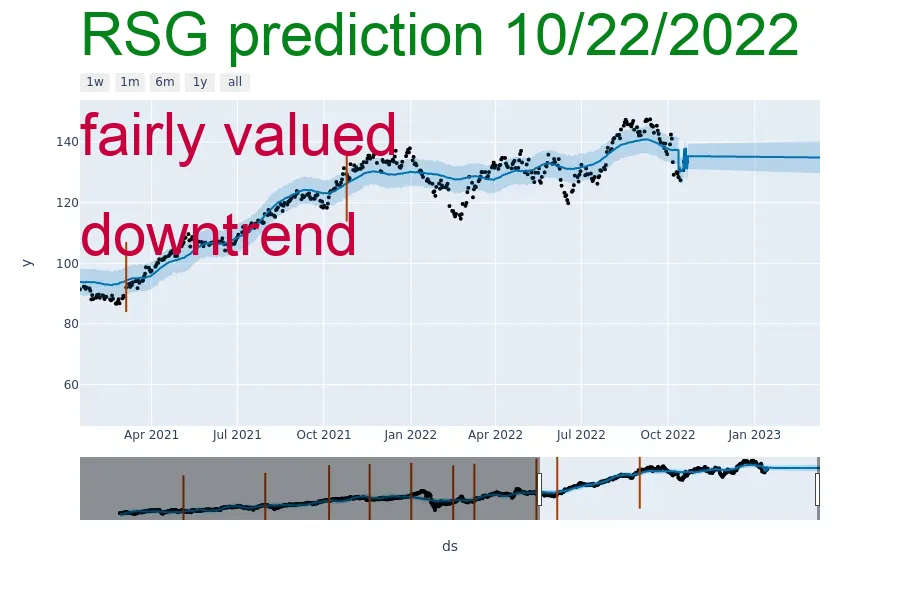 RSG prediction 10/22/2022
1w 1m 6m 1y all
fairly valued
downtrend
y
140
120
100
80
60
Apr 2021 Jul 2021 Oct 2021 Jan 2022 Apr 2022 Jul 2022 Oct 2022 Jan 2023
ds